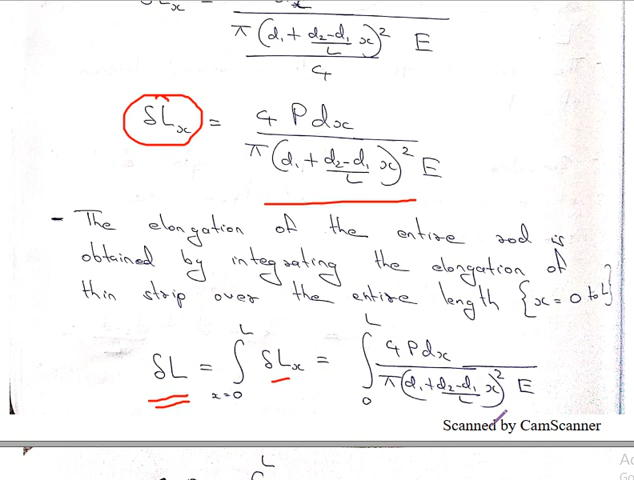 π(d₁ + (d₂-d₁)/L x)² E
4
δLₓ = 4 P dx / π(d₁ + (d₂-d₁)/L x)² E
- The elongation of the entire rod is
obtained by integrating the elongation of
thin strip over the entire length {x = 0 to L}
δL = ∫ₓ₌₀ᴸ δLₓ = ∫₀ᴸ 4 P dx / π(d₁ + (d₂-d₁)/L x)² E
Scanned by CamScanner
L